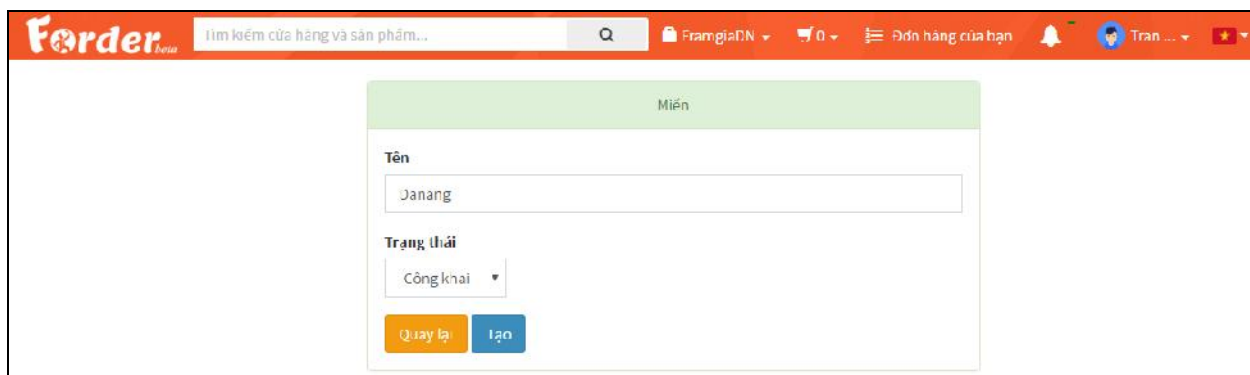 Forder beta
Tìm kiếm cửa hàng và sản phẩm...
FramgiaDN
0
Đơn hàng của bạn
Tran ...
Miền
Tên
Danang
Trạng thái
Công khai
Quay lại
Tạo